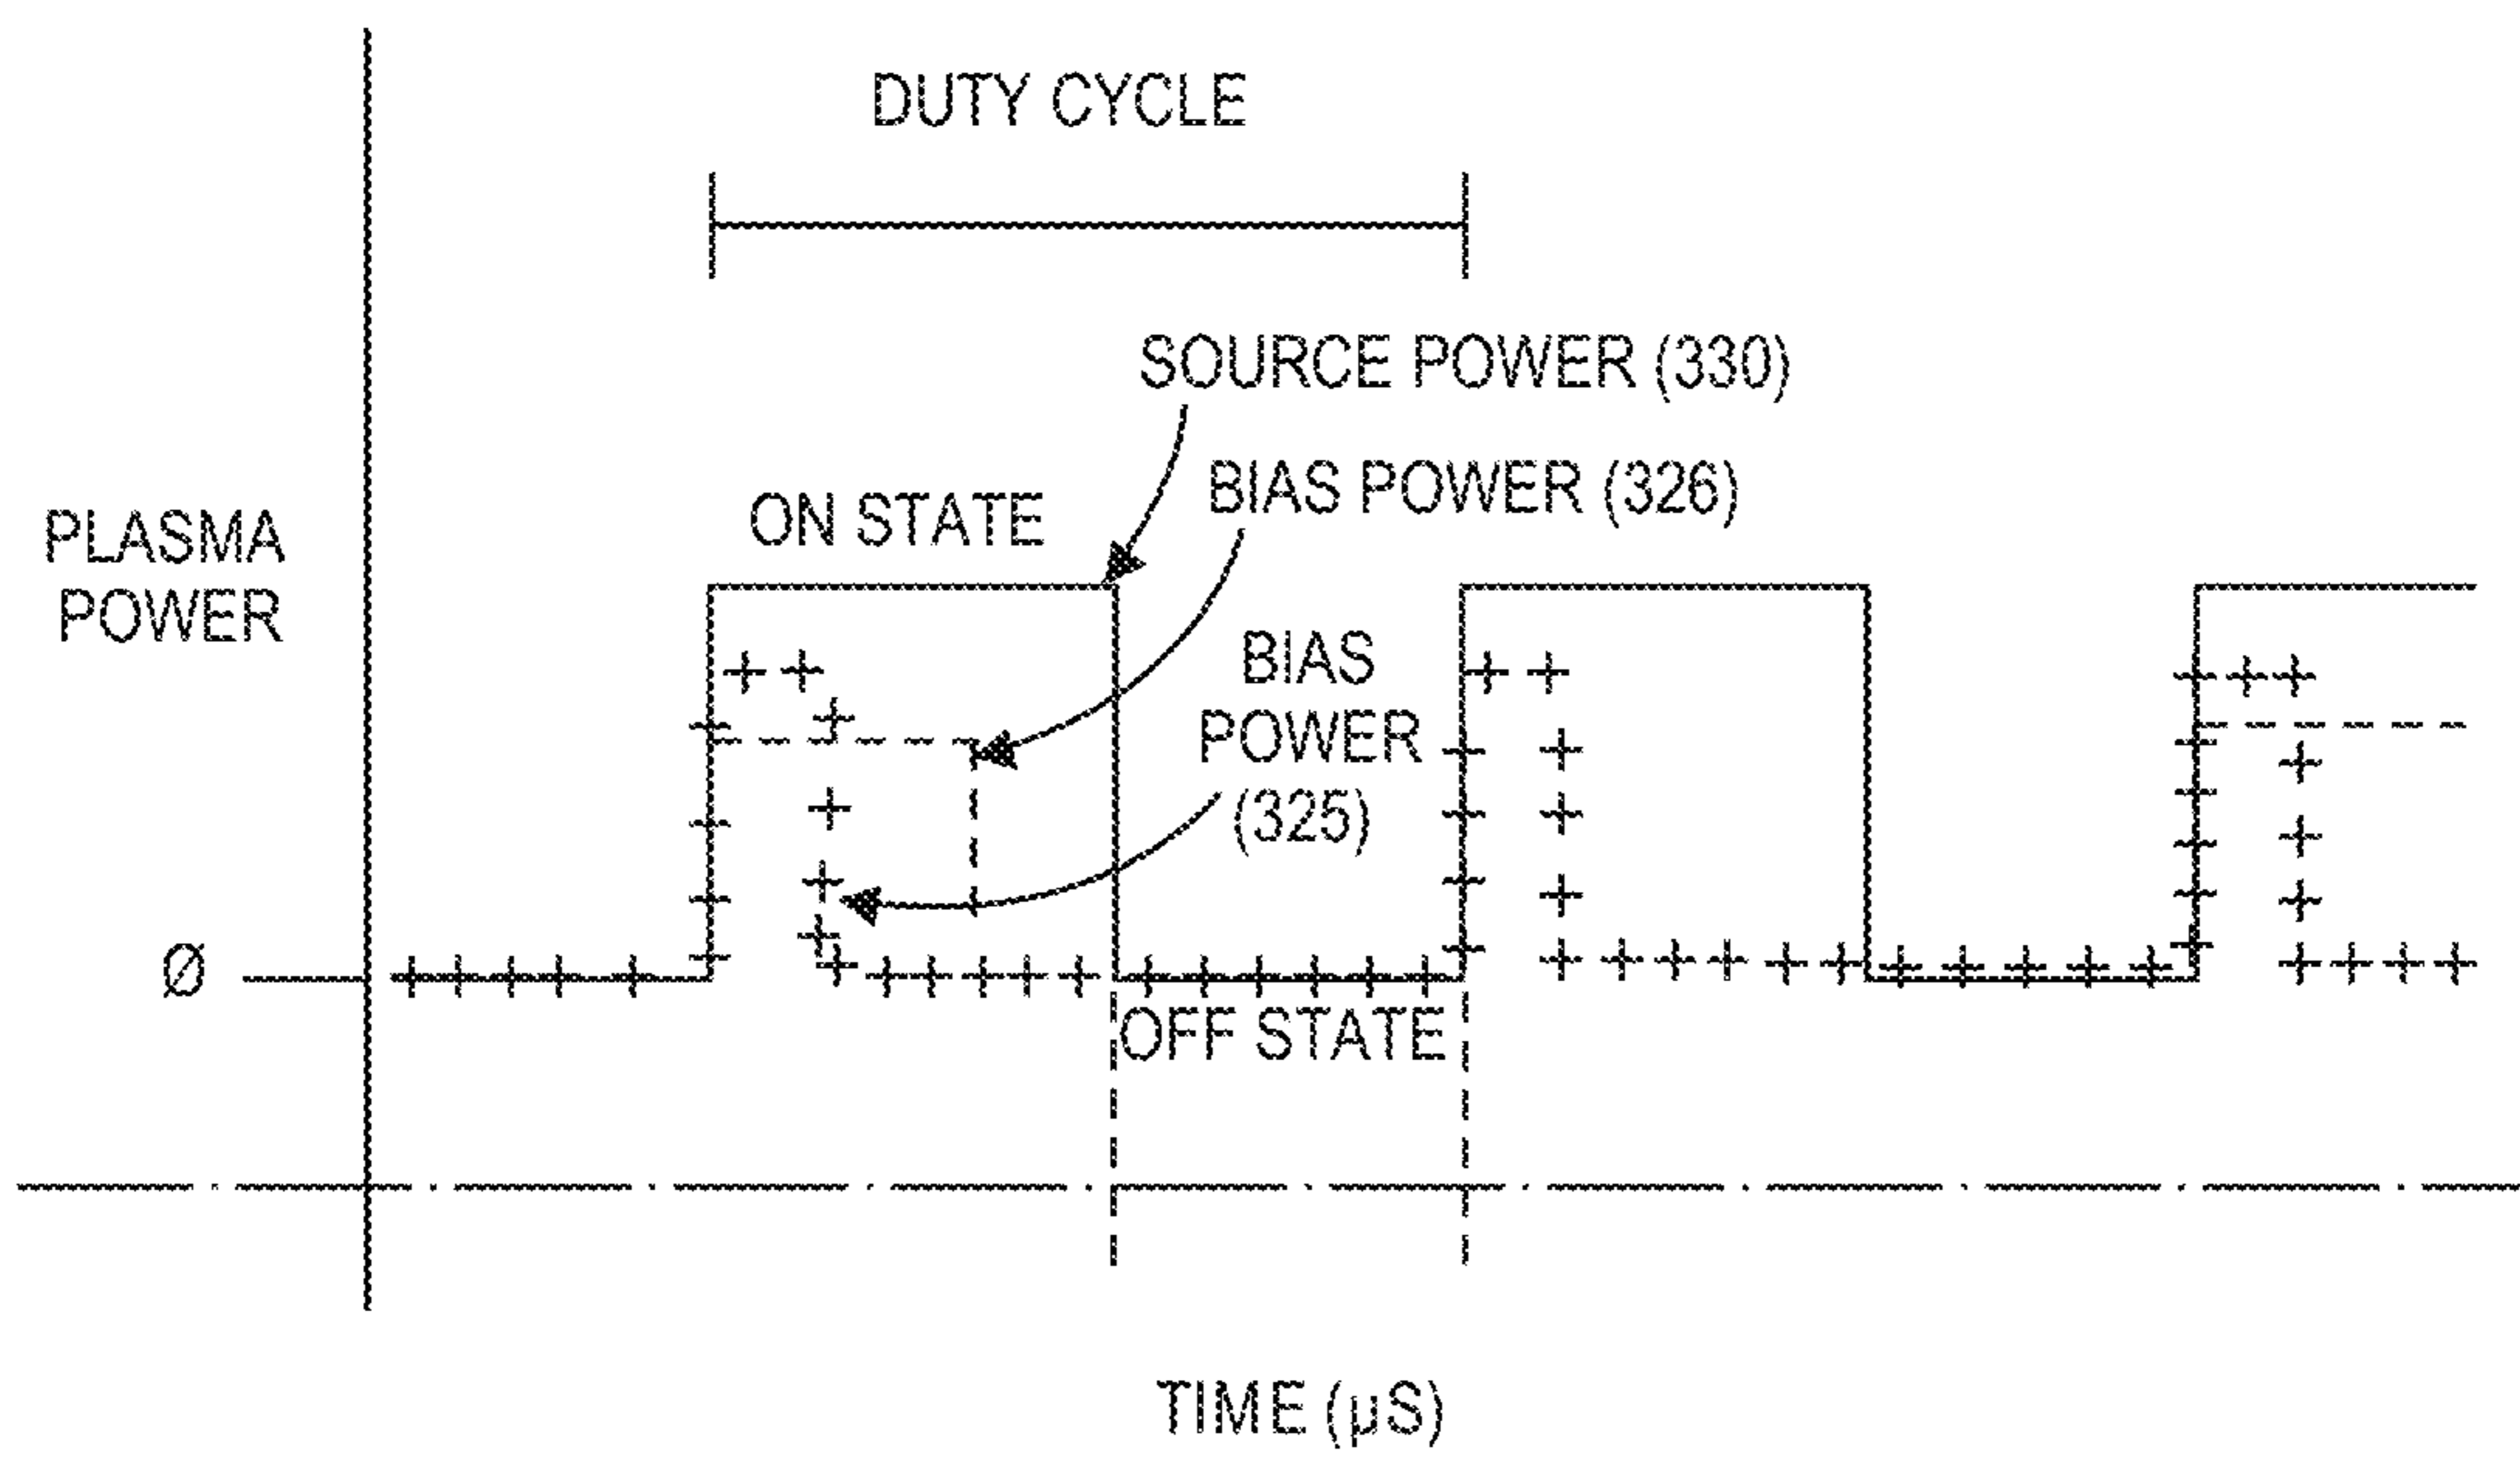 DUTY CYCLE
SOURCE POWER (330)
BIAS POWER (326)
ON STATE
PLASMA
POWER
BIAS
POWER
(325)
Ø
OFF STATE
TIME (µS)